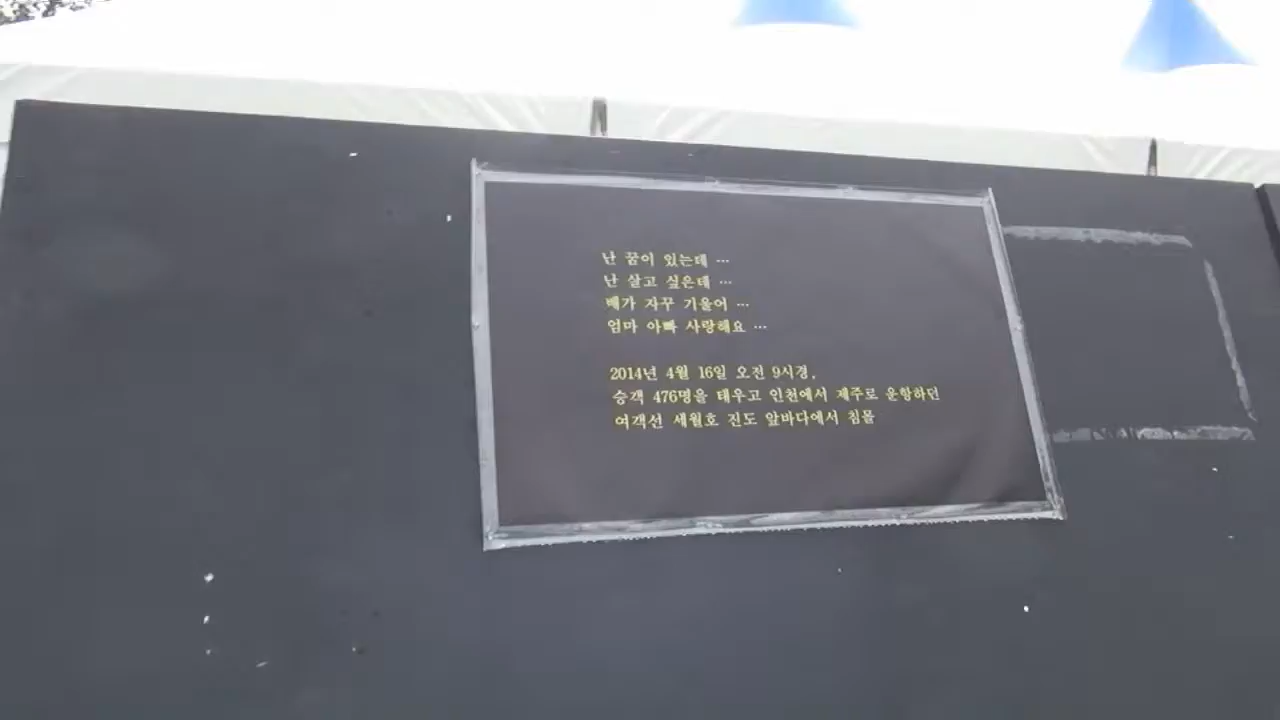 난 꿈이 있는데 …
난 살고 싶은데 …
배가 자꾸 기울어 …
엄마 아빠 사랑해요 …
2014년 4월 16일 오전 9시경,
승객 476명을 태우고 인천에서 제주로 운항하던
여객선 세월호 진도 앞바다에서 침몰